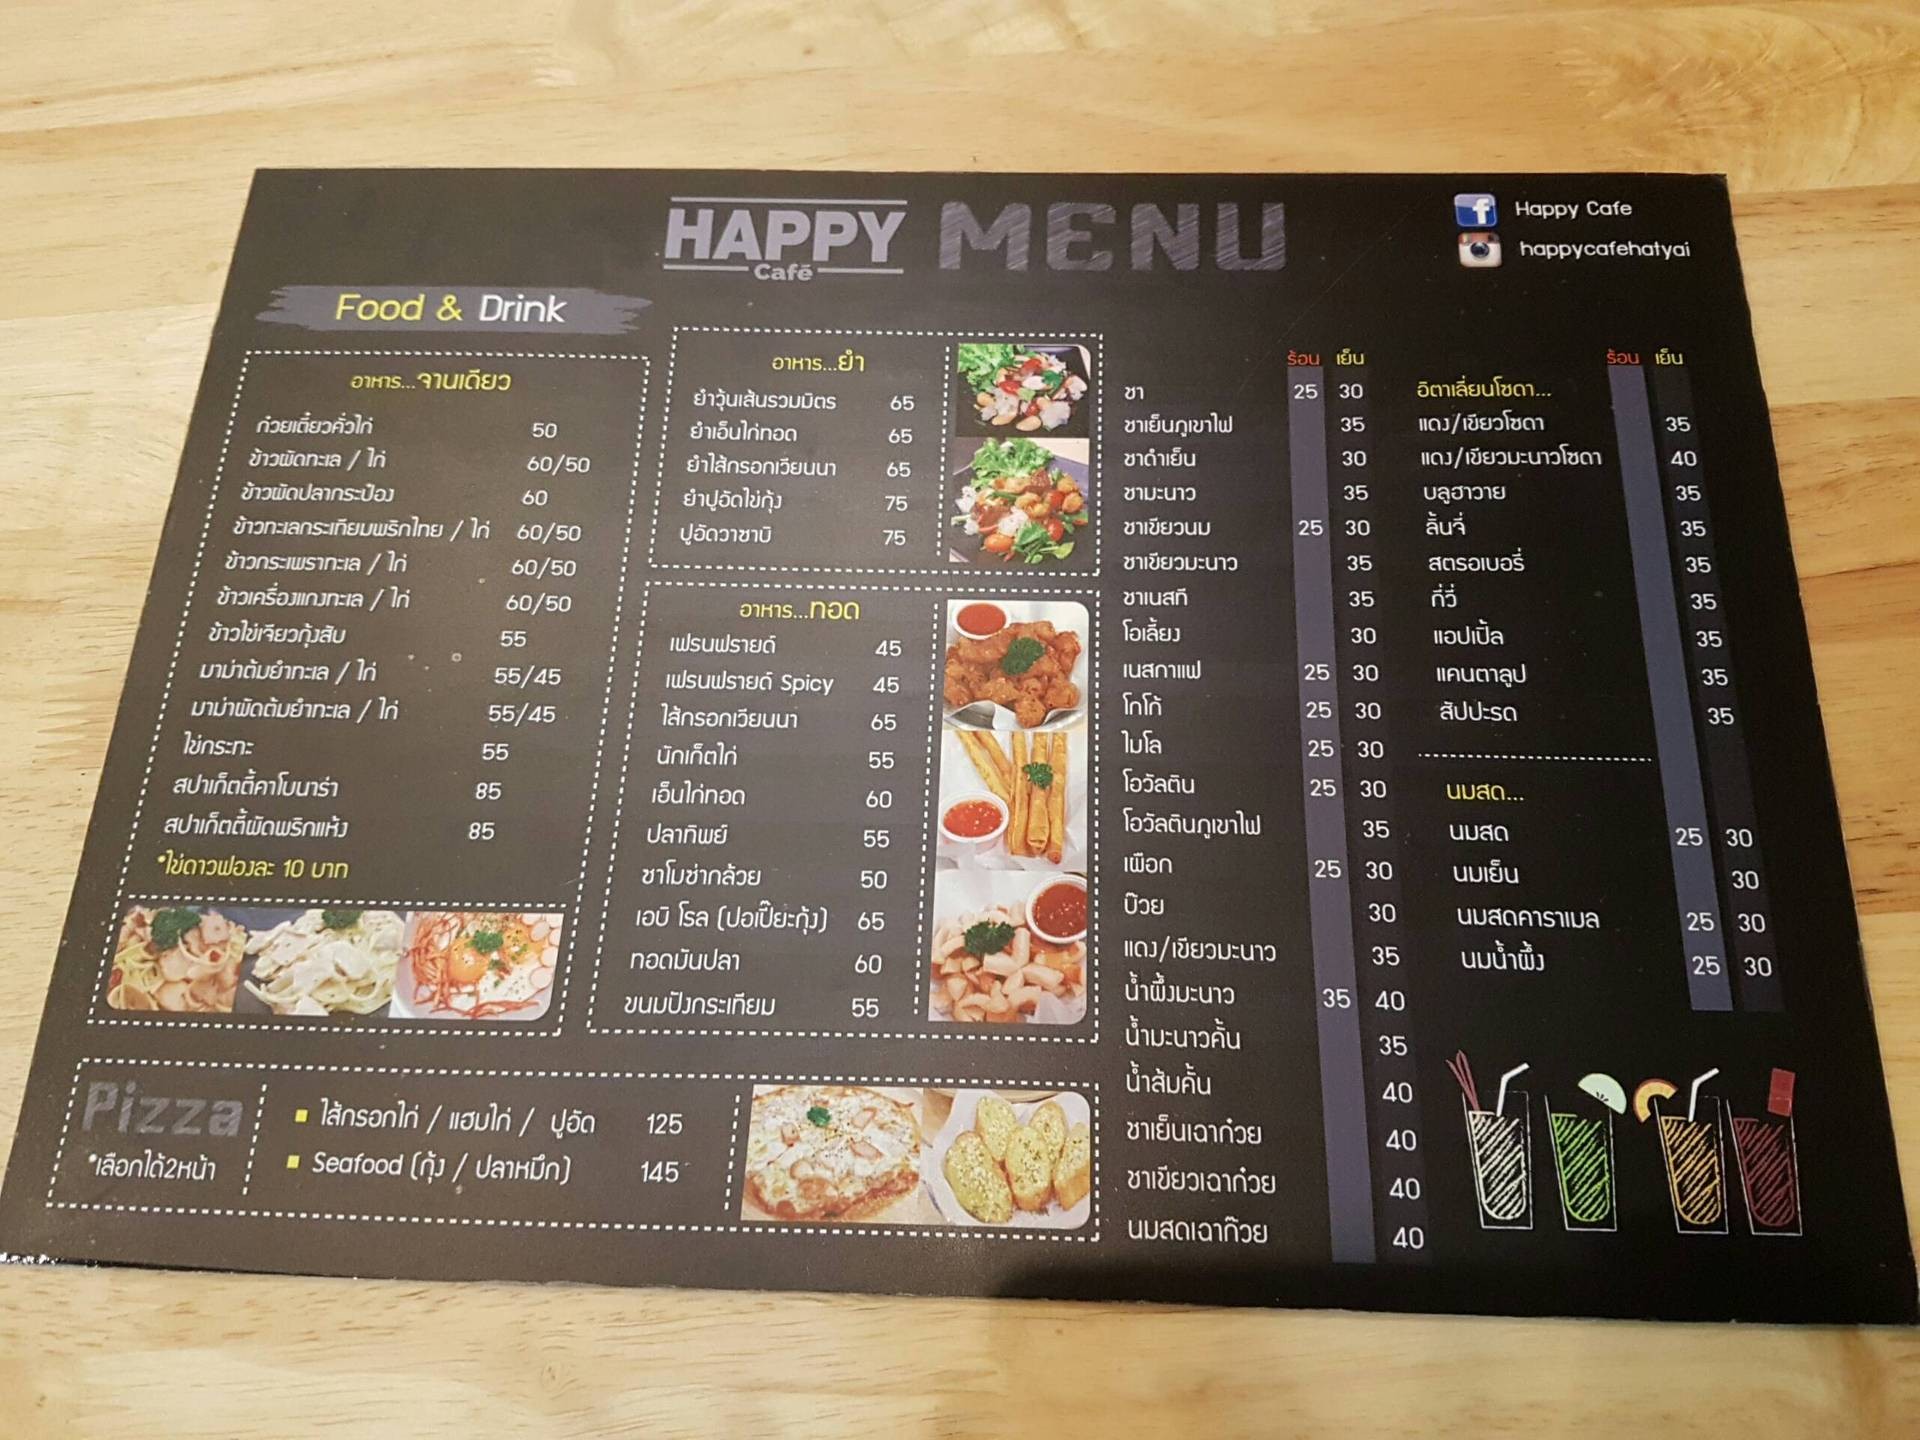 HAPPY
Café
MENU
Happy Cafe
happycafehatyai
Food & Drink
อาหาร...จานเดียว
ก๋วยเตี๋ยวคั่วไก่ 50
ข้าวผัดทะเล / ไก่ 60/50
ข้าวผัดปลากระป๋อง 60
ข้าวทะเลกระเทียมพริกไทย / ไก่ 60/50
ข้าวกระเพราทะเล / ไก่ 60/50
ข้าวเครื่องแกงทะเล / ไก่ 60/50
ข้าวไข่เจียวกุ้งสับ 55
มาม่าต้มยำทะเล / ไก่ 55/45
มาม่าผัดต้มยำทะเล / ไก่ 55/45
ไข่กระทะ 55
สปาเก็ตตี้คาโบนาร่า 85
สปาเก็ตตี้ผัดพริกแห้ง 85
*ไข่ดาวฟองละ 10 บาท
อาหาร...ยำ
ยำวุ้นเส้นรวมมิตร 65
ยำเอ็นไก่ทอด 65
ยำไส้กรอกเวียนนา 65
ยำปูอัดไข่กุ้ง 75
ปูอัดวาซาบิ 75
อาหาร...ทอด
เฟรนฟรายด์ 45
เฟรนฟรายด์ Spicy 45
ไส้กรอกเวียนนา 65
นักเก็ตไก่ 55
เอ็นไก่ทอด 60
ปลาทิพย์ 55
ซาโมซ่ากล้วย 50
เอบิ โรล (ปอเปี๊ยะกุ้ง) 65
ทอดมันปลา 60
ขนมปังกระเทียม 55
Pizza
*เลือกได้2หน้า
ไส้กรอกไก่ / แฮมไก่ / ปูอัด 125
Seafood (กุ้ง / ปลาหมึก) 145
ร้อน เย็น
ชา 25 30
ชาเย็นภูเขาไฟ 35
ชาดำเย็น 30
ชามะนาว 35
ชาเขียวนม 25 30
ชาเขียวมะนาว 35
ชาเนสที 35
โอเลี้ยง 30
เนสกาแฟ 25 30
โกโก้ 25 30
ไมโล 25 30
โอวัลติน 25 30
โอวัลตินภูเขาไฟ 35
เผือก 25 30
บ๊วย 30
แดง/เขียวมะนาว 35
น้ำผึ้งมะนาว 35 40
น้ำมะนาวคั้น 35
น้ำส้มคั้น 40
ชาเย็นเฉาก๋วย 40
ชาเขียวเฉาก๋วย 40
นมสดเฉาก๊วย 40
ร้อน เย็น
อิตาเลี่ยนโซดา...
แดง/เขียวโซดา 35
แดง/เขียวมะนาวโซดา 40
บลูฮาวาย 35
ลิ้นจี่ 35
สตรอเบอรี่ 35
กี่วี่ 35
แอปเปิ้ล 35
แคนตาลูป 35
สัปปะรด 35
นมสด...
นมสด 25 30
นมเย็น 30
นมสดคาราเมล 25 30
นมน้ำผึ้ง 25 30